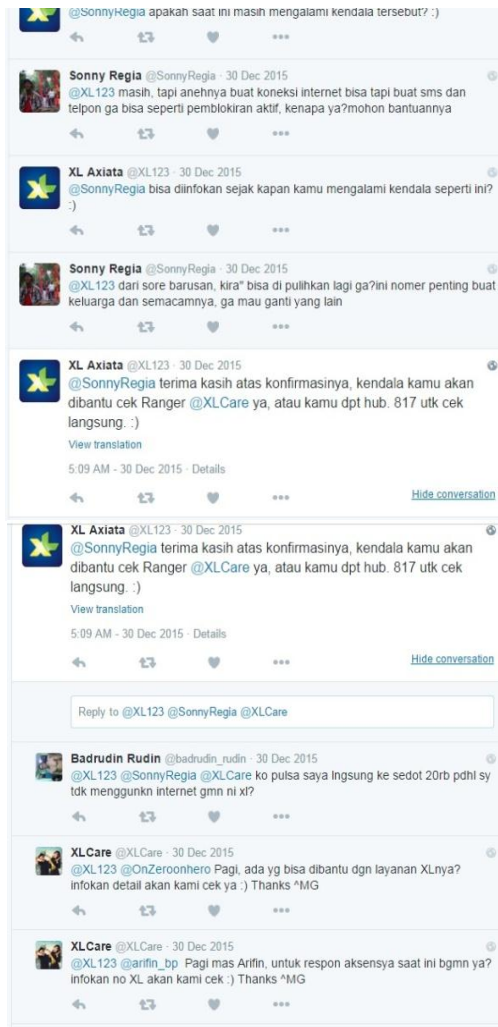 @SonnyRegia apakah saat ini masih mengalami kendala tersebut? :)
Sonny Regia @SonnyRegia · 30 Dec 2015
@XL123 masih, tapi anehnya buat koneksi internet bisa tapi buat sms dan
telpon ga bisa seperti pemblokiran aktif, kenapa ya?mohon bantuannya
XL Axiata @XL123 · 30 Dec 2015
@SonnyRegia bisa diinfokan sejak kapan kamu mengalami kendala seperti ini?
:)
Sonny Regia @SonnyRegia · 30 Dec 2015
@XL123 dari sore barusan, kira" bisa di pulihkan lagi ga?ini nomer penting buat
keluarga dan semacamnya, ga mau ganti yang lain
XL Axiata @XL123 · 30 Dec 2015
@SonnyRegia terima kasih atas konfirmasinya, kendala kamu akan
dibantu cek Ranger @XLCare ya, atau kamu dpt hub. 817 utk cek
langsung. :)
View translation
5:09 AM - 30 Dec 2015 · Details
Hide conversation
XL Axiata @XL123 · 30 Dec 2015
@SonnyRegia terima kasih atas konfirmasinya, kendala kamu akan
dibantu cek Ranger @XLCare ya, atau kamu dpt hub. 817 utk cek
langsung. :)
View translation
5:09 AM - 30 Dec 2015 · Details
Hide conversation
Reply to @XL123 @SonnyRegia @XLCare
Badrudin Rudin @badrudin_rudin · 30 Dec 2015
@XL123 @SonnyRegia @XLCare ko pulsa saya lngsung ke sedot 20rb pdhl sy
tdk menggunkn internet gmn ni xl?
XLCare @XLCare · 30 Dec 2015
@XL123 @OnZeroonhero Pagi, ada yg bisa dibantu dgn layanan XLnya?
infokan detail akan kami cek ya :) Thanks ^MG
XLCare @XLCare · 30 Dec 2015
@XL123 @arifin_bp Pagi mas Arifin, untuk respon aksensya saat ini bgmn ya?
infokan no XL akan kami cek :) Thanks ^MG